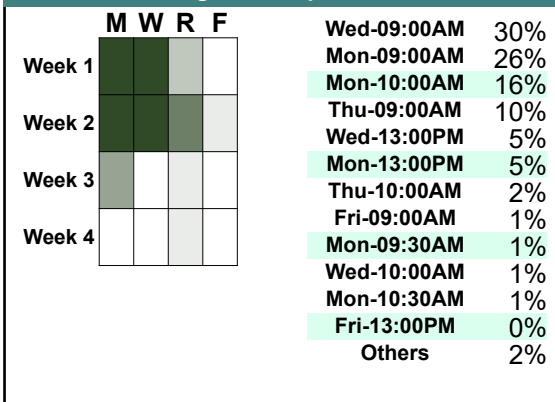 M W R F
Week 1
Week 2
Week 3
Week 4
Wed-09:00AM 30%
Mon-09:00AM 26%
Mon-10:00AM 16%
Thu-09:00AM 10%
Wed-13:00PM 5%
Mon-13:00PM 5%
Thu-10:00AM 2%
Fri-09:00AM 1%
Mon-09:30AM 1%
Wed-10:00AM 1%
Mon-10:30AM 1%
Fri-13:00PM 0%
Others 2%